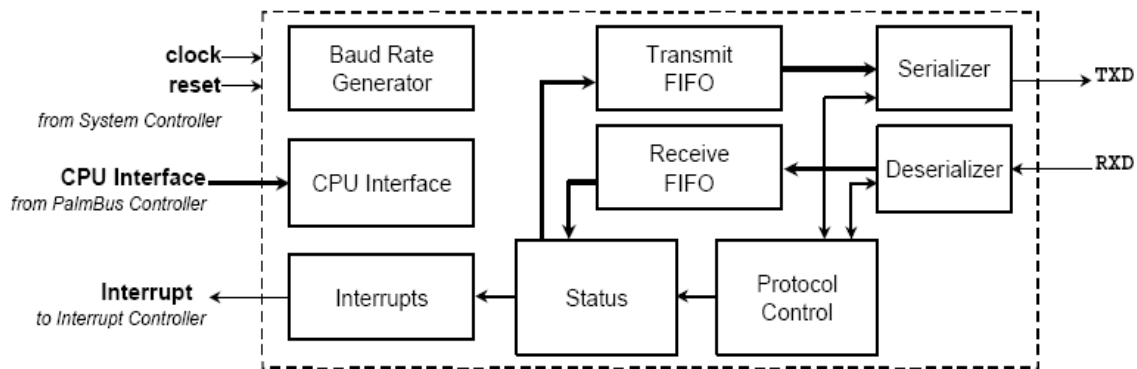 clock
reset
from System Controller
CPU Interface
from PalmBus Controller
Interrupt
to Interrupt Controller
Baud Rate
Generator
CPU Interface
Interrupts
Transmit
FIFO
Receive
FIFO
Status
Serializer
Deserializer
Protocol
Control
TXD
RXD